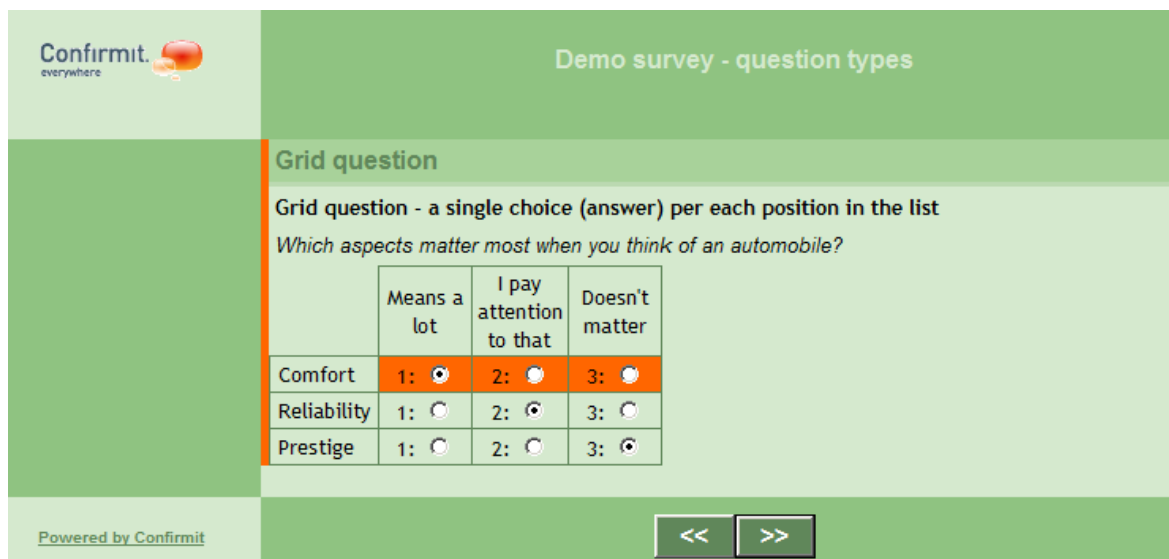 Confirmit.
everywhere
Demo survey - question types
Grid question
Grid question - a single choice (answer) per each position in the list
Which aspects matter most when you think of an automobile?
Means a lot
I pay attention to that
Doesn't matter
Comfort 1: 2: 3:
Reliability 1: 2: 3:
Prestige 1: 2: 3:
Powered by Confirmit
<< >>